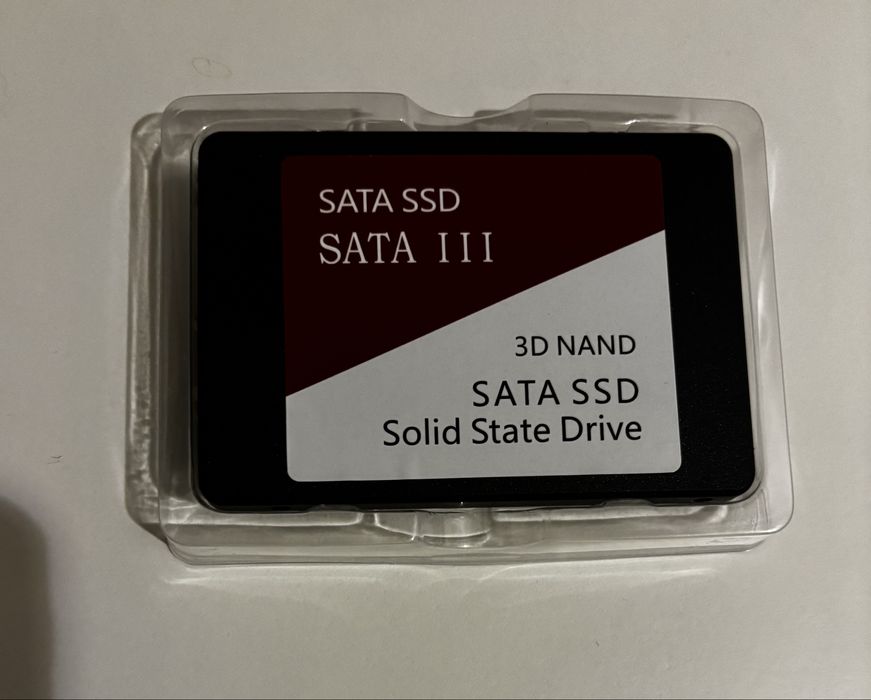 SATA SSD
SATA III
3D NAND
SATA SSD
Solid State Drive